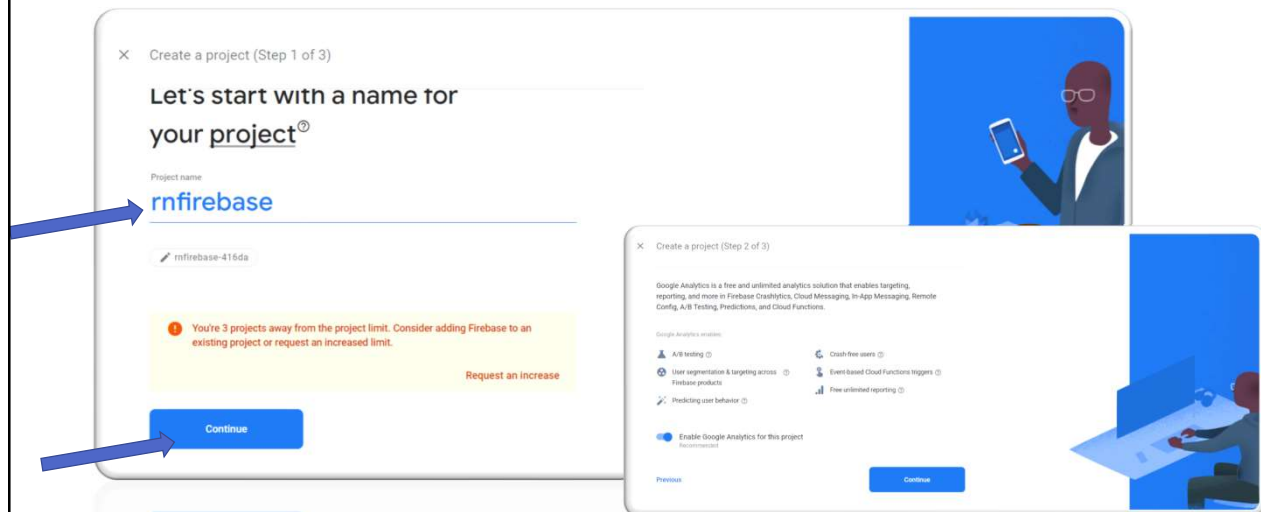 Create a project (Step 1 of 3)
Let's start with a name for
your project
Project name
rnfirebase
rnfirebase-416da
You're 3 projects away from the project limit. Consider adding Firebase to an
existing project or request an increased limit.
Request an increase
Continue
Create a project (Step 2 of 3)
Google Analytics is a free and unlimited analytics solution that enables targeting,
reporting, and more in Firebase Crashlytics, Cloud Messaging, In-App Messaging, Remote
Config, A/B Testing, Predictions, and Cloud Functions.
Google Analytics enables
A/B testing
User segmentation & targeting across
Firebase products
Predicting user behavior
Crash-free users
Event-based Cloud Functions triggers
Free unlimited reporting
Enable Google Analytics for this project
Recommended
Previous
Continue